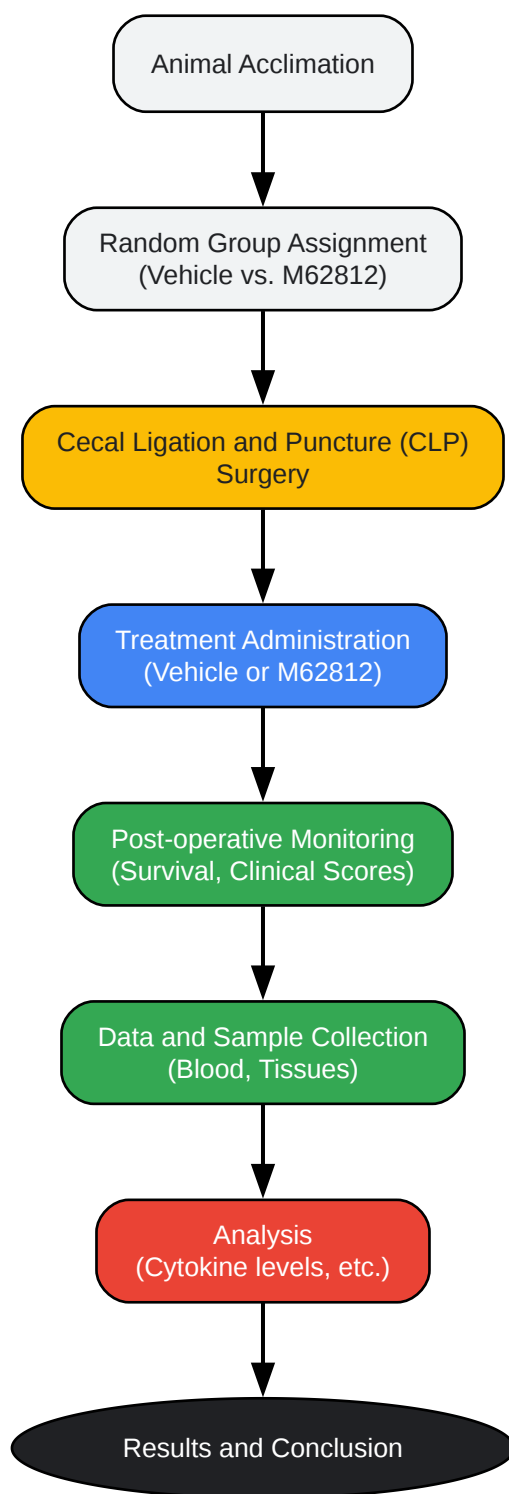 Animal Acclimation
Random Group Assignment
(Vehicle vs. M62812)
Cecal Ligation and Puncture (CLP)
Surgery
Treatment Administration
(Vehicle or M62812)
Post-operative Monitoring
(Survival, Clinical Scores)
Data and Sample Collection
(Blood, Tissues)
Analysis
(Cytokine levels, etc.)
Results and Conclusion